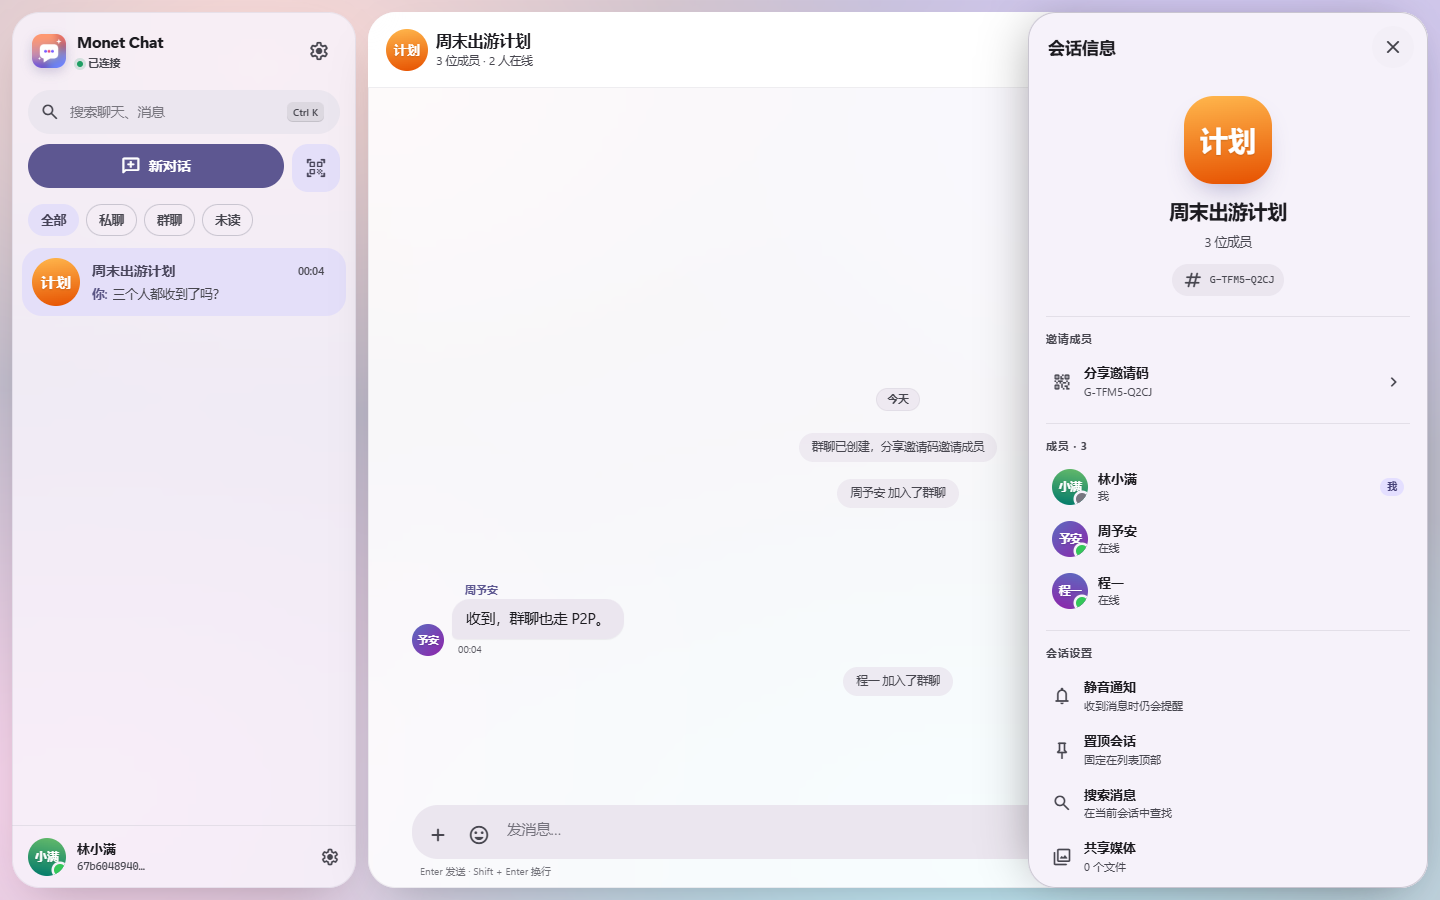 Monet Chat
已连接
搜索聊天、消息
Ctrl K
新对话
全部
私聊
群聊
未读
计划
周末出游计划
00:04
你: 三个人都收到了吗?
小满
林小满
67b6048940…
计划
周末出游计划
3 位成员 · 2 人在线
今天
群聊已创建，分享邀请码邀请成员
周予安 加入了群聊
周予安
予安
收到，群聊也走 P2P。
00:04
程一 加入了群聊
发消息…
Enter 发送 · Shift + Enter 换行
会话信息
计划
周末出游计划
3 位成员
G-TFM5-Q2CJ
邀请成员
分享邀请码
G-TFM5-Q2CJ
成员 · 3
小满
林小满
我
我
予安
周予安
在线
程一
程一
在线
会话设置
静音通知
收到消息时仍会提醒
置顶会话
固定在列表顶部
搜索消息
在当前会话中查找
共享媒体
0 个文件